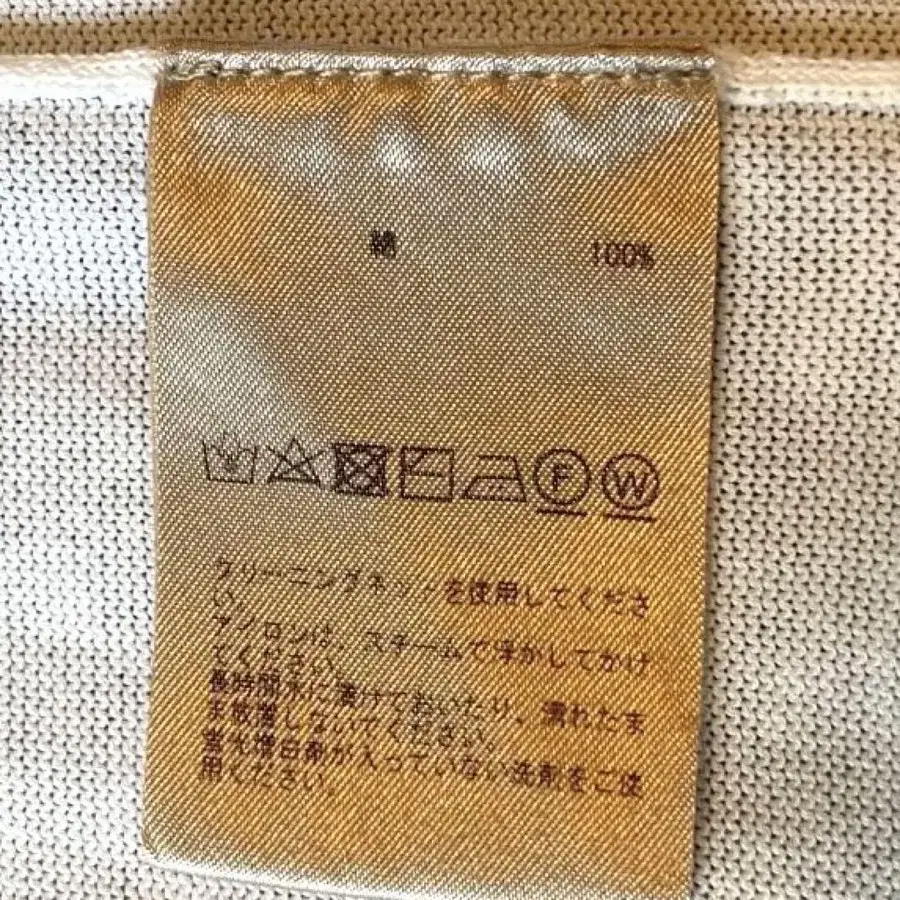 綿 100%
F W
クリーニングネットを使用してくださ
い。
アイロンは、スチームで浮かしてかけ
てください。
長時間水に漬けておいたり、濡れたま
ま放置しないでください。
蛍光増白剤が入っていない洗剤をご使
用ください。